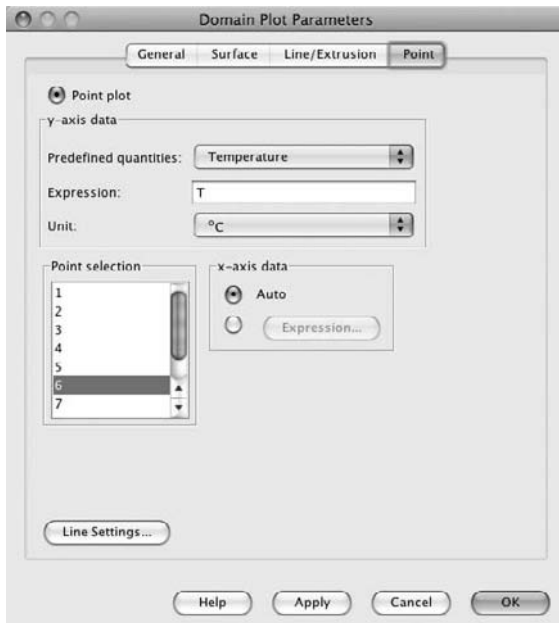 Domain Plot Parameters
General Surface Line/Extrusion Point
Point plot
y-axis data
Predefined quantities: Temperature
Expression: T
Unit: °C
Point selection
1
2
3
4
5
6
7
x-axis data
Auto
Expression...
Line Settings...
Help Apply Cancel OK